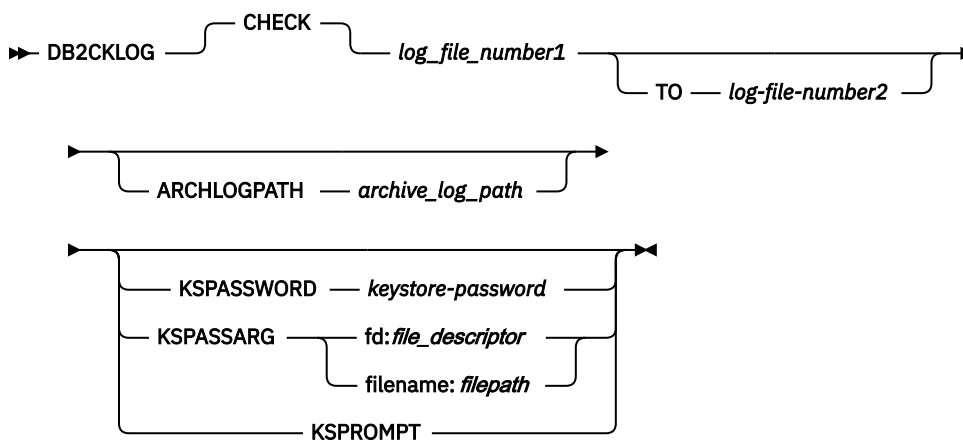 CHECK
DB2CKLOG log_file_number1
TO log-file-number2
ARCHLOGPATH archive_log_path
KSPASSWORD keystore-password
KSPASSARG fd: file_descriptor
filename: filepath
KSPROMPT